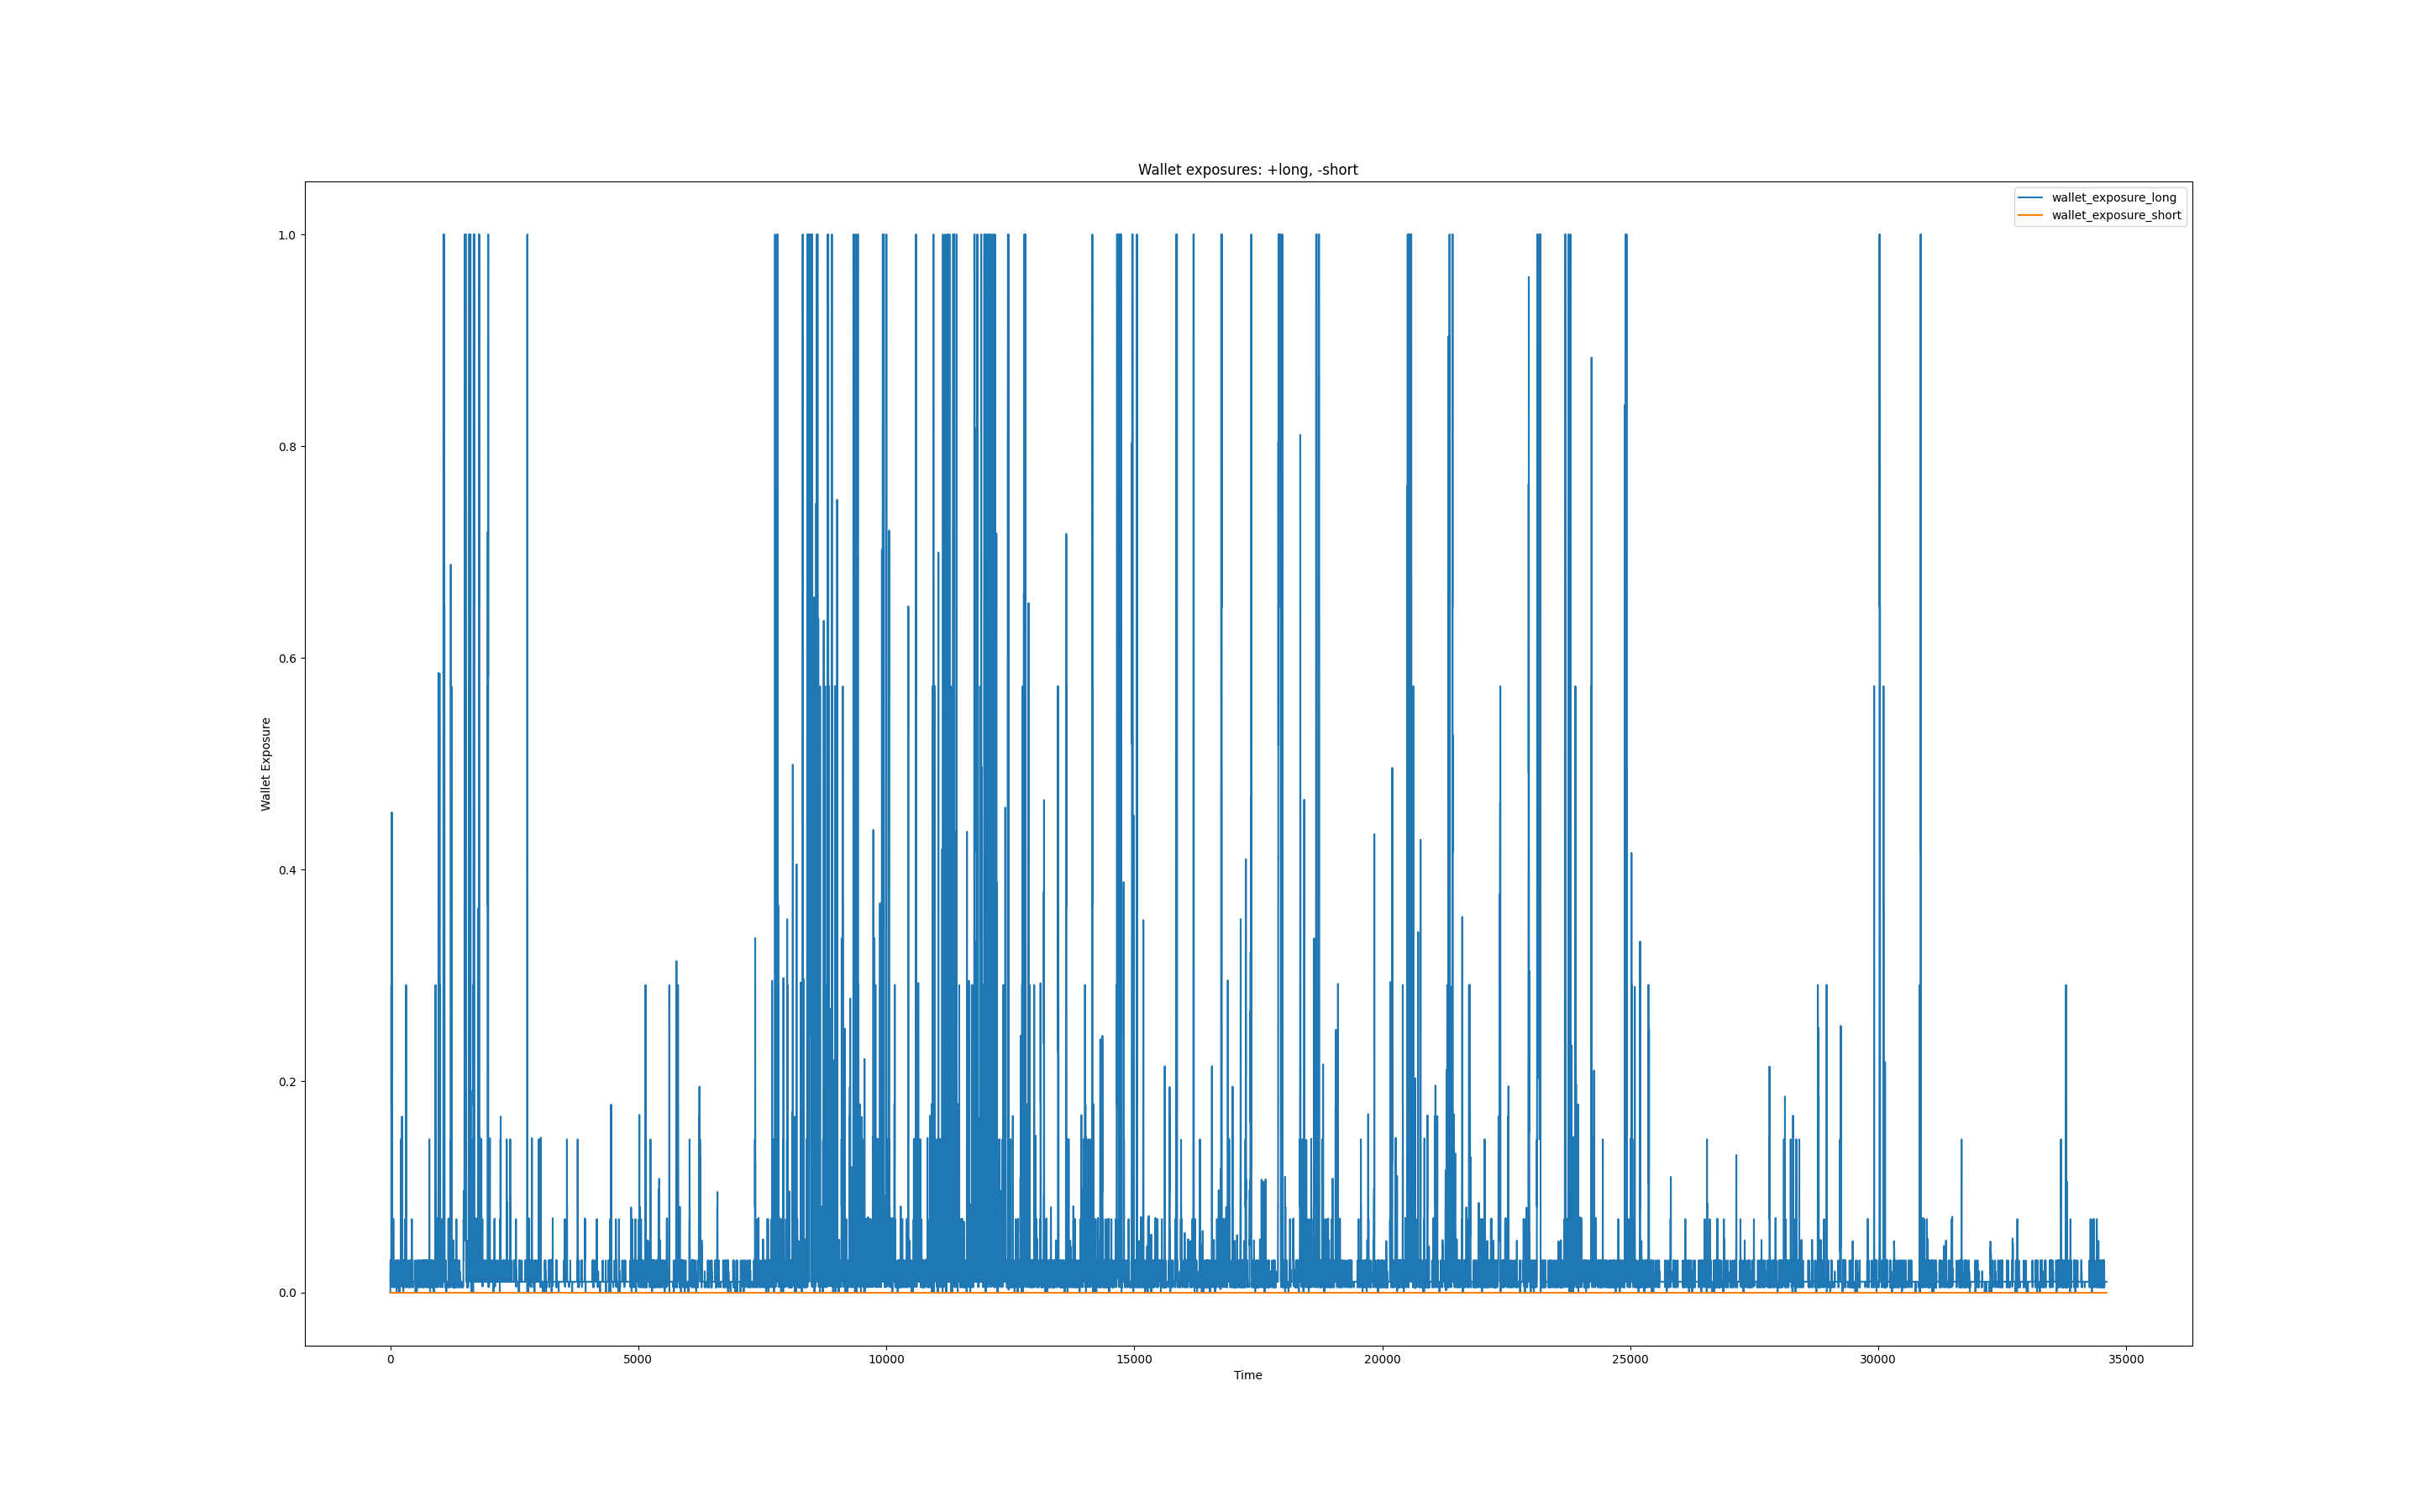 Wallet exposures: +long, -short
wallet_exposure_long
wallet_exposure_short
1.0
0.8
0.6
0.4
0.2
0.0
Wallet Exposure
0 5000 10000 15000 20000 25000 30000 35000
Time